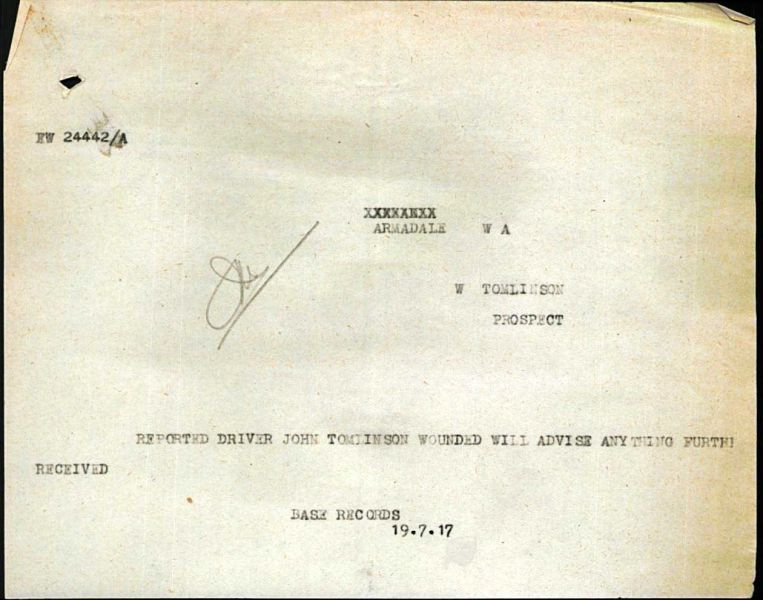 EW 24442/A
XXXXXXXX
ARMADALE W A
W TOMLINSON
PROSPECT
REPORTED DRIVER JOHN TOMLINSON WOUNDED WILL ADVISE ANYTHING FURTH
RECEIVED
BASE RECORDS
19.7.17